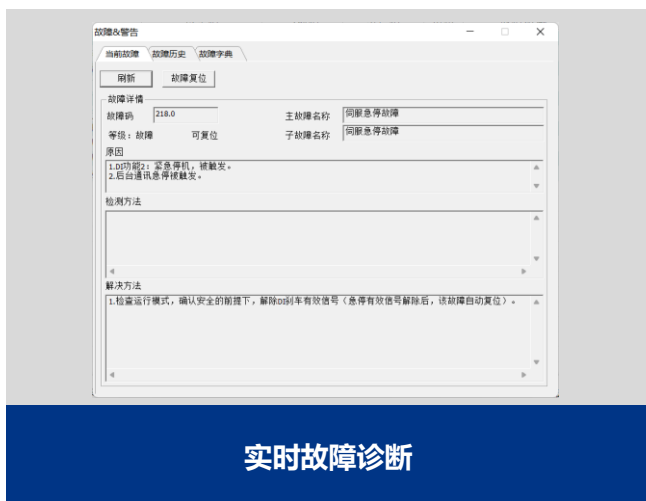 故障&警告
当前故障 故障历史 故障字典
刷新 故障复位
故障详情
故障码 218.0 主故障名称 伺服急停故障
等级：故障 可复位 子故障名称 伺服急停故障
原因
1.DI功能2：紧急停机，被触发。
2.后台通讯急停被触发。
检测方法
解决方法
1.检查运行模式，确认安全的前提下，解除DI刹车有效信号（急停有效信号解除后，该故障自动复位）。
实时故障诊断